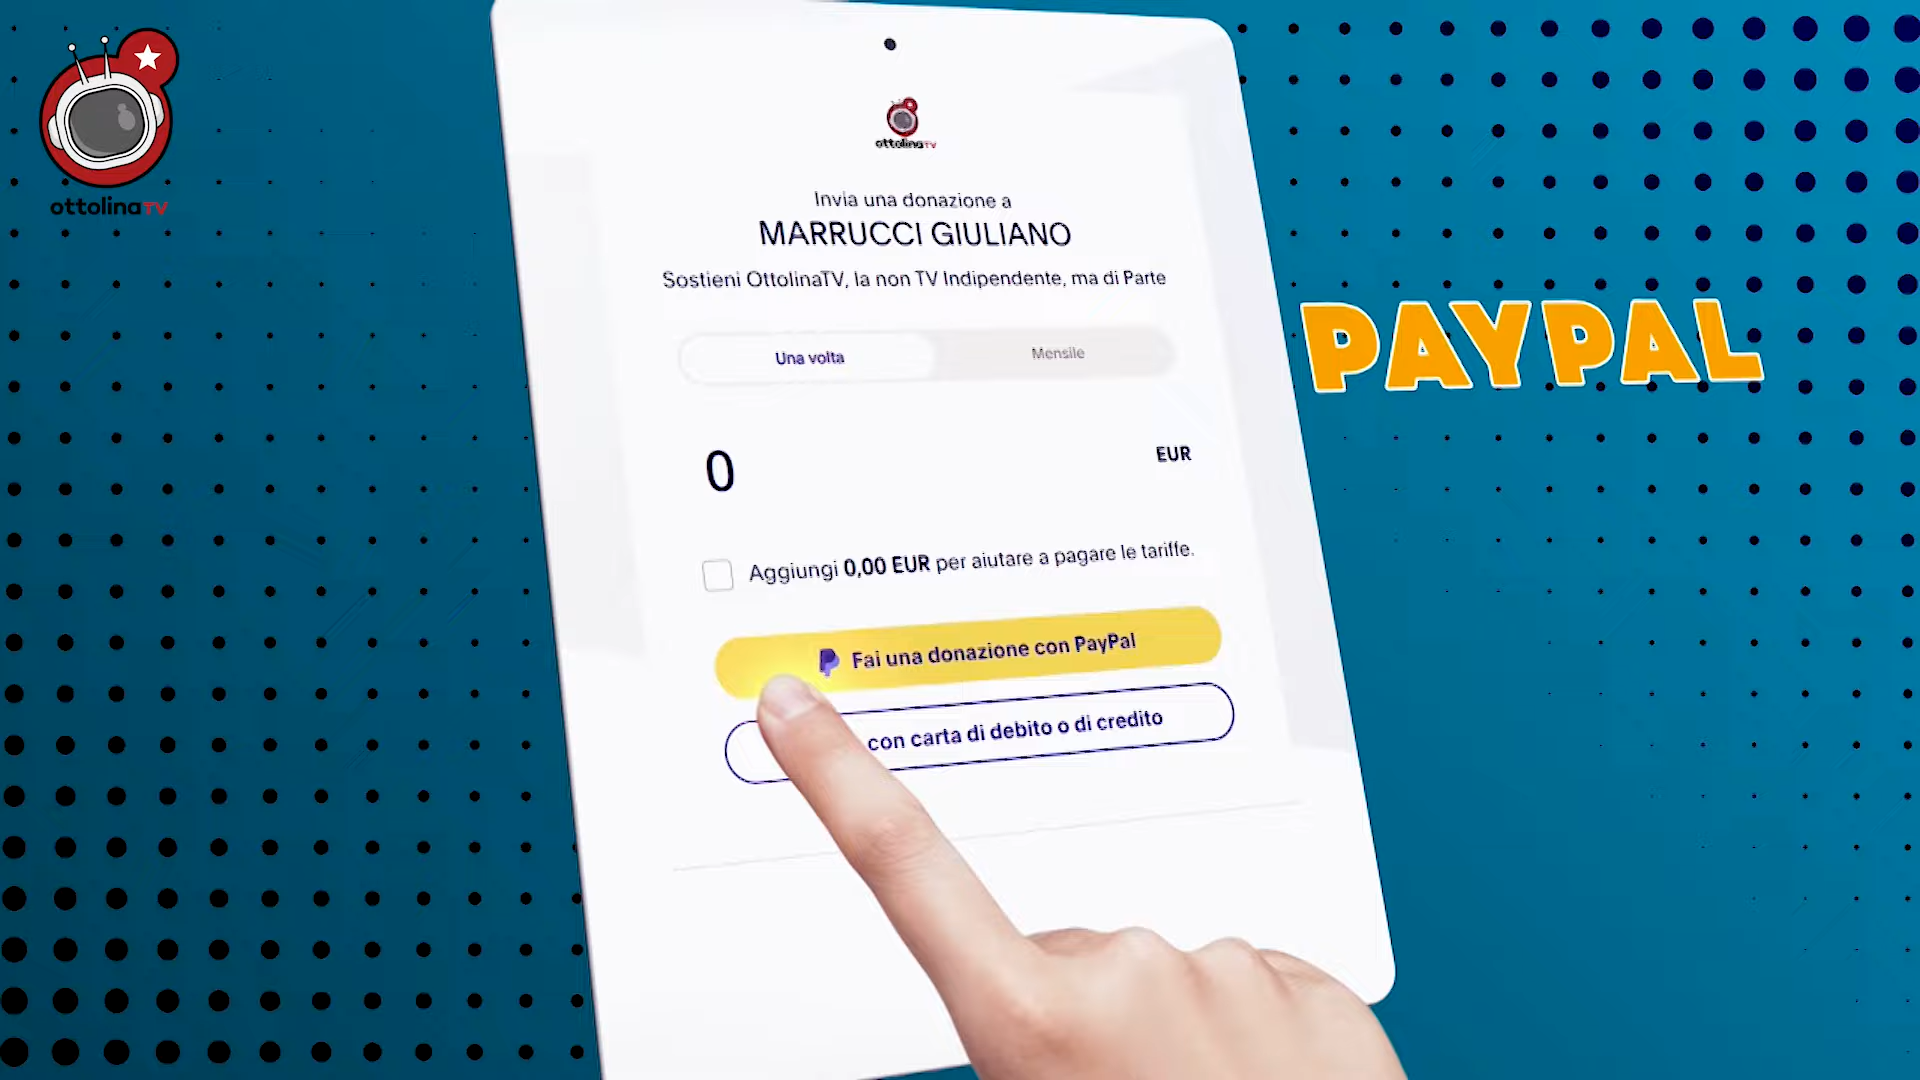 ottolinaTV
ottolinaTV
Invia una donazione a
MARRUCCI GIULIANO
Sostieni OttolinaTV, la non TV Indipendente, ma di Parte
Una volta
Mensile
PAYPAL
0
EUR
Aggiungi 0,00 EUR per aiutare a pagare le tariffe.
Fai una donazione con PayPal
con carta di debito o di credito